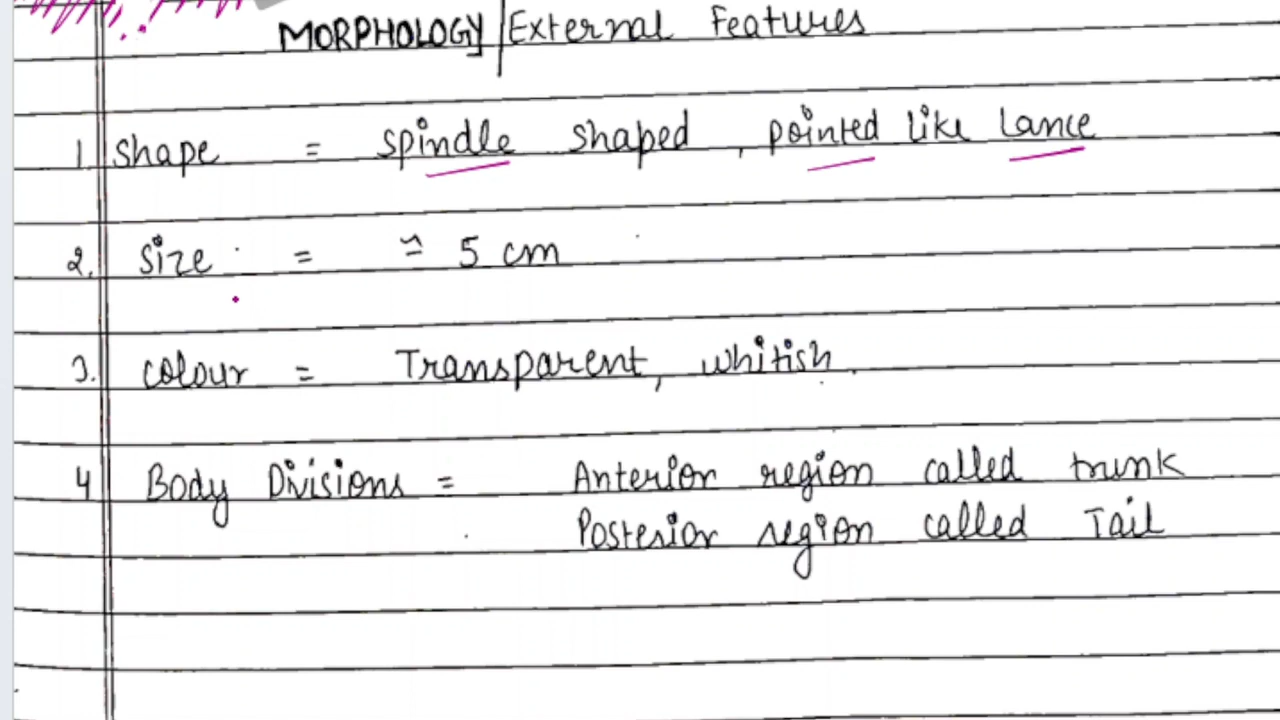 MORPHOLOGY | External Features
1 Shape = Spindle shaped , pointed like Lance
2. Size = ≃ 5 cm
3. Colour = Transparent, whitish.
4 Body Divisions = Anterior region called trunk
Posterior region called Tail